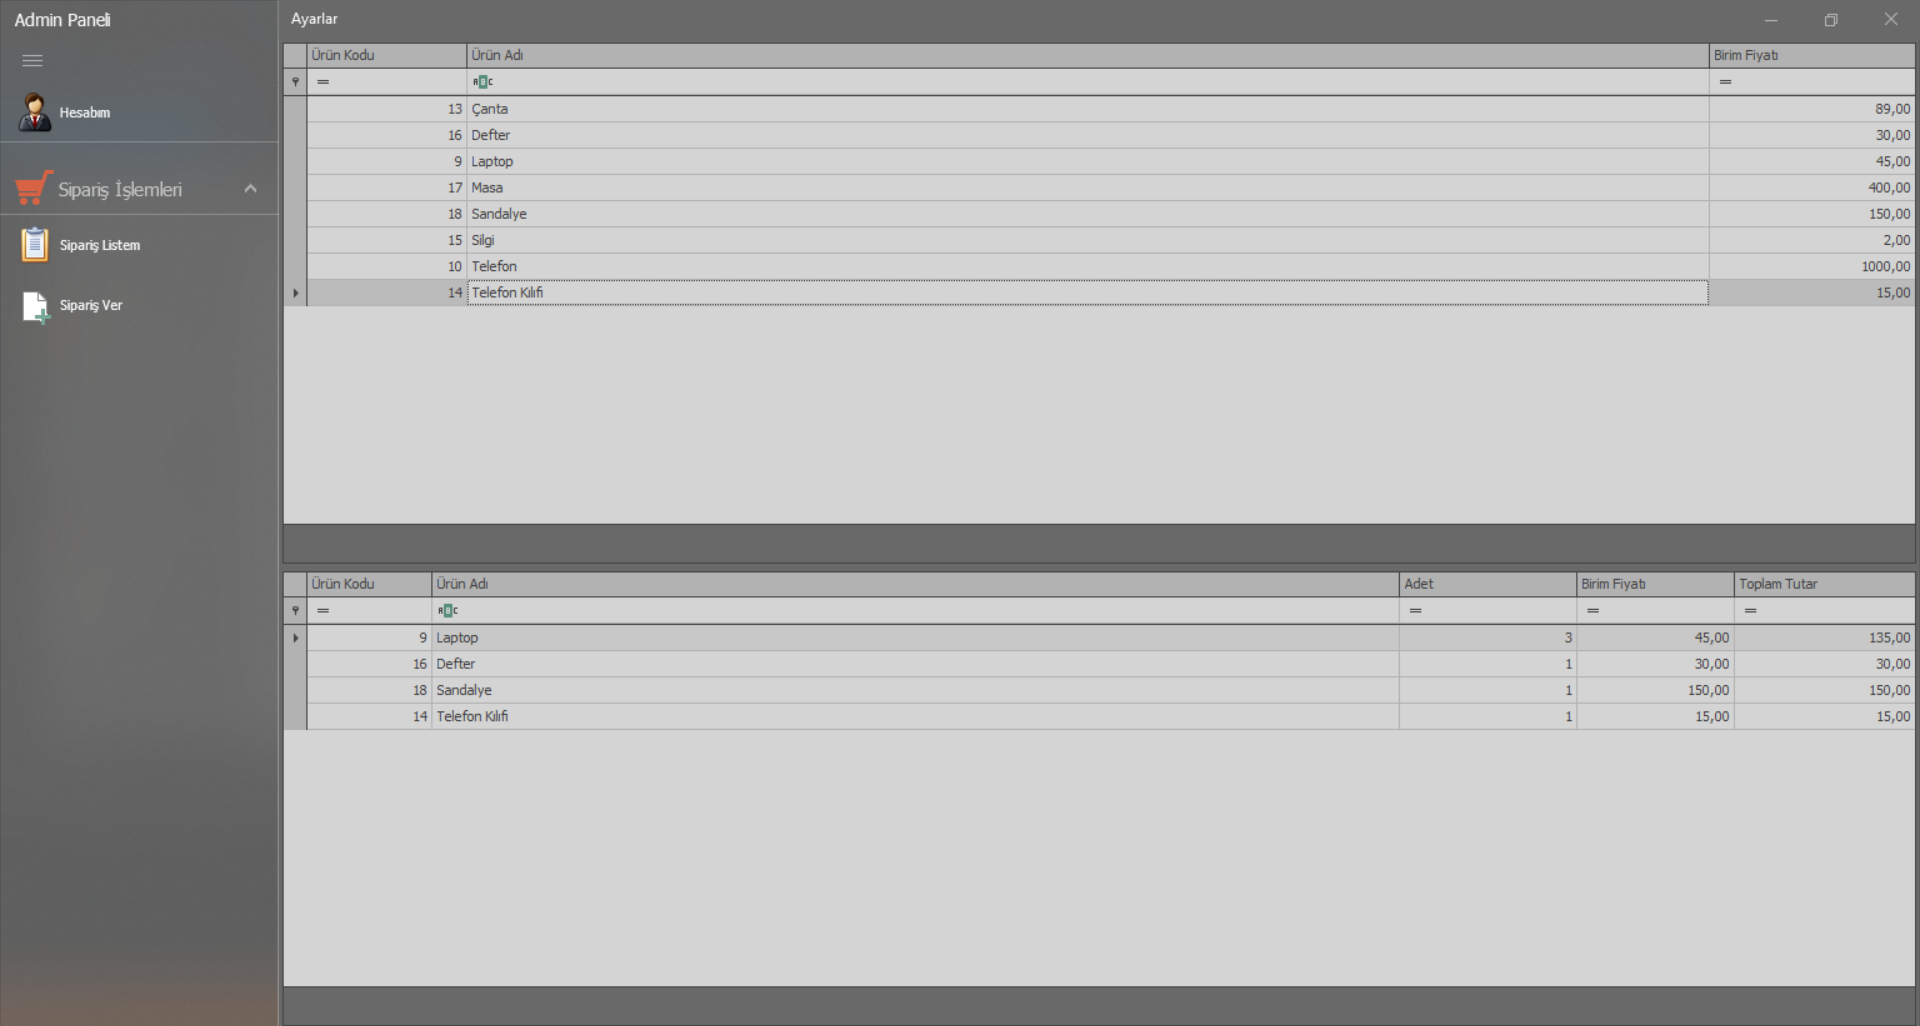 Admin Paneli
Hesabım
Sipariş İşlemleri
Sipariş Listem
Sipariş Ver
Ayarlar
Ürün Kodu Ürün Adı Birim Fiyatı
= ABC =
13 Çanta 89,00
16 Defter 30,00
9 Laptop 45,00
17 Masa 400,00
18 Sandalye 150,00
15 Silgi 2,00
10 Telefon 1000,00
14 Telefon Kılıfı 15,00
Ürün Kodu Ürün Adı Adet Birim Fiyatı Toplam Tutar
= ABC = = =
9 Laptop 3 45,00 135,00
16 Defter 1 30,00 30,00
18 Sandalye 1 150,00 150,00
14 Telefon Kılıfı 1 15,00 15,00